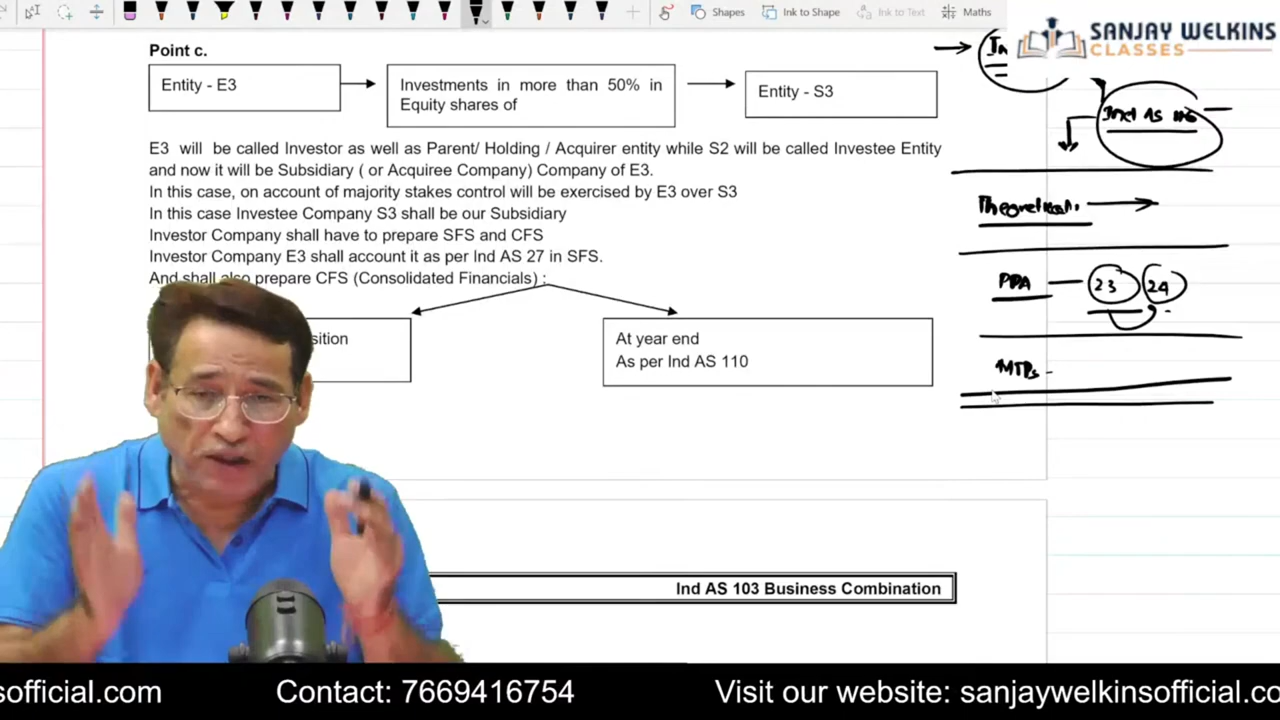 Shapes
Ink to Shape
Ink to Text
Maths
SANJAY WELKINS
CLASSES
Point c.
Entity - E3
Investments in more than 50% in
Equity shares of
Entity - S3
E3 will be called Investor as well as Parent/ Holding / Acquirer entity while S2 will be called Investee Entity
and now it will be Subsidiary ( or Acquiree Company) Company of E3.
In this case, on account of majority stakes control will be exercised by E3 over S3
In this case Investee Company S3 shall be our Subsidiary
Investor Company shall have to prepare SFS and CFS
Investor Company E3 shall account it as per Ind AS 27 in SFS.
And shall also prepare CFS (Consolidated Financials) :
sition
At year end
As per Ind AS 110
Ind AS
PPA — 23 24
MTPs -
Ind AS 103 Business Combination
sofficial.com
Contact: 7669416754
Visit our website: sanjaywelkinsofficial.co